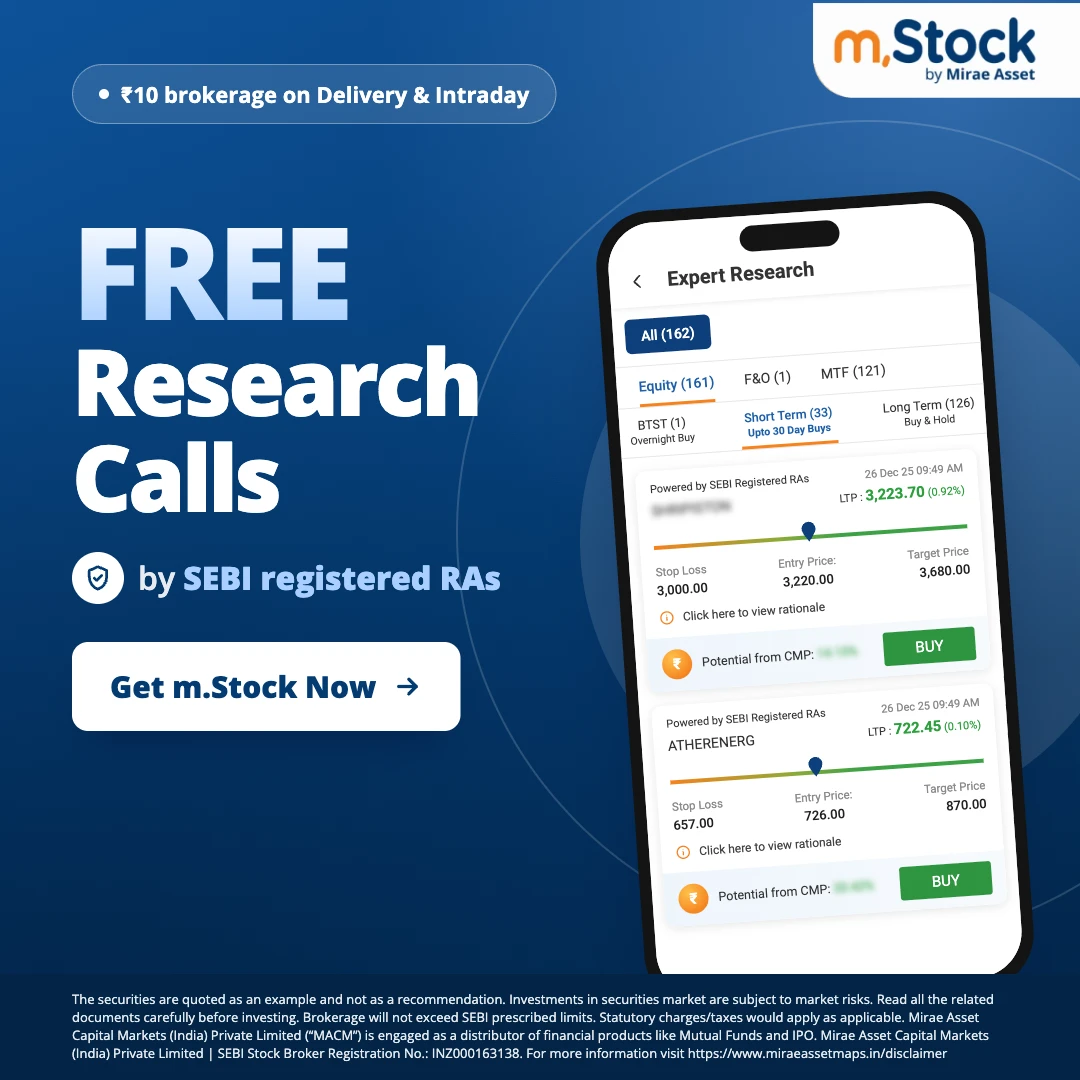 m.Stock
by Mirae Asset
₹10 brokerage on Delivery & Intraday
FREE
Research
Calls
by SEBI registered RAs
Get m.Stock Now →
Expert Research
All (162)
Equity (161) F&O (1) MTF (121)
BTST (1) Short Term (33) Long Term (126)
Overnight Buy Upto 30 Day Buys Buy & Hold
Powered by SEBI Registered RAs 26 Dec 25 09:49 AM
LTP : 3,223.70 (0.92%)
Stop Loss Entry Price: Target Price
3,000.00 3,220.00 3,680.00
Click here to view rationale
₹ Potential from CMP: BUY
Powered by SEBI Registered RAs 26 Dec 25 09:49 AM
ATHERENERG LTP : 722.45 (0.10%)
Stop Loss Entry Price: Target Price
657.00 726.00 870.00
Click here to view rationale
₹ Potential from CMP: BUY
The securities are quoted as an example and not as a recommendation. Investments in securities market are subject to market risks. Read all the related
documents carefully before investing. Brokerage will not exceed SEBI prescribed limits. Statutory charges/taxes would apply as applicable. Mirae Asset
Capital Markets (India) Private Limited ("MACM") is engaged as a distributor of financial products like Mutual Funds and IPO. Mirae Asset Capital Markets
(India) Private Limited | SEBI Stock Broker Registration No.: INZ000163138. For more information visit https://www.miraeassetmaps.in/disclaimer